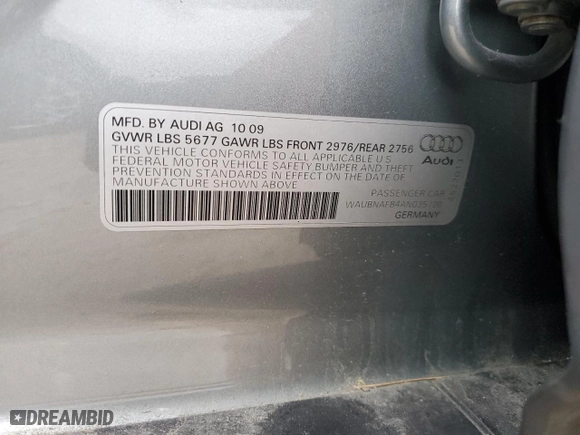 MFD. BY AUDI AG 10 09
GVWR LBS 5677 GAWR LBS FRONT 2976/REAR 2756
THIS VEHICLE CONFORMS TO ALL APPLICABLE U S
FEDERAL MOTOR VEHICLE SAFETY BUMPER AND THEFT
PREVENTION STANDARDS IN EFFECT ON THE DATE OF
MANUFACTURE SHOWN ABOVE
Audi
PASSENGER CAR
GERMANY
DREAMBID